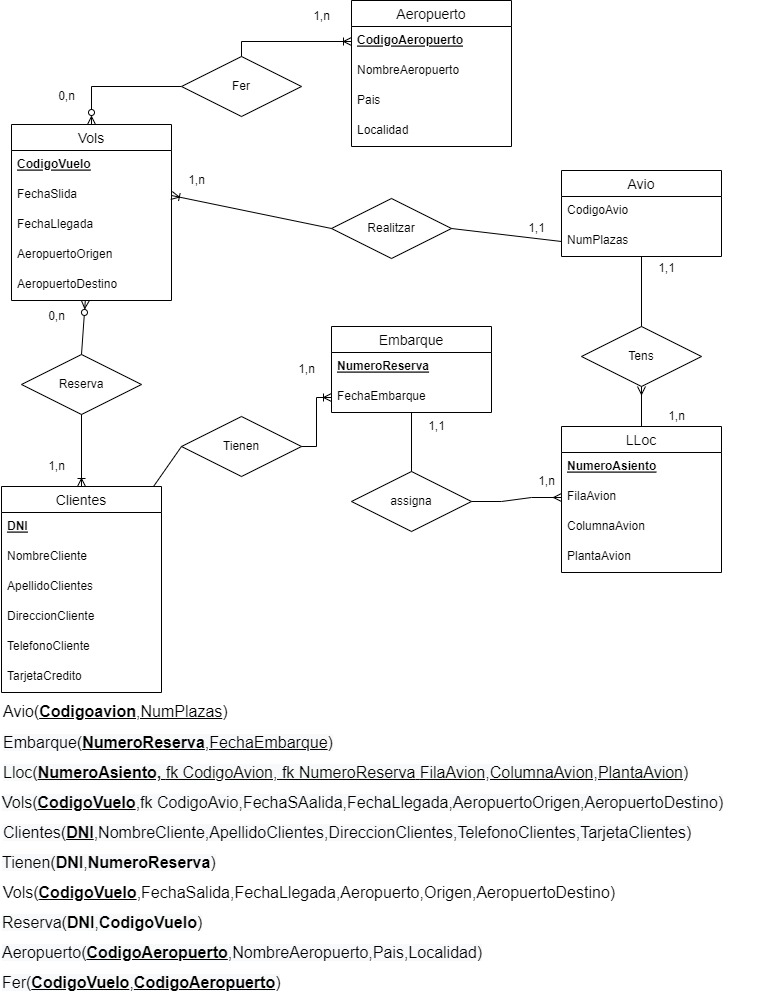 1,n
Aeropuerto
CodigoAeropuerto
NombreAeropuerto
Pais
Localidad
Fer
0,n
Vols
CodigoVuelo
FechaSlida
FechaLlegada
AeropuertoOrigen
AeropuertoDestino
1,n
Realitzar
1,1
Avio
CodigoAvio
NumPlazas
1,1
Tens
1,n
0,n
Reserva
1,n
Embarque
NumeroReserva
FechaEmbarque
1,n
Tienen
1,1
assigna
1,n
LLoc
NumeroAsiento
FilaAvion
ColumnaAvion
PlantaAvion
Clientes
DNI
NombreCliente
ApellidoClientes
DireccionCliente
TelefonoCliente
TarjetaCredito
Avio(Codigoavion,NumPlazas)
Embarque(NumeroReserva,FechaEmbarque)
Lloc(NumeroAsiento, fk CodigoAvion, fk NumeroReserva FilaAvion,ColumnaAvion,PlantaAvion)
Vols(CodigoVuelo,fk CodigoAvio,FechaSAalida,FechaLlegada,AeropuertoOrigen,AeropuertoDestino)
Clientes(DNI,NombreCliente,ApellidoClientes,DireccionClientes,TelefonoClientes,TarjetaClientes)
Tienen(DNI,NumeroReserva)
Vols(CodigoVuelo,FechaSalida,FechaLlegada,Aeropuerto,Origen,AeropuertoDestino)
Reserva(DNI,CodigoVuelo)
Aeropuerto(CodigoAeropuerto,NombreAeropuerto,Pais,Localidad)
Fer(CodigoVuelo,CodigoAeropuerto)